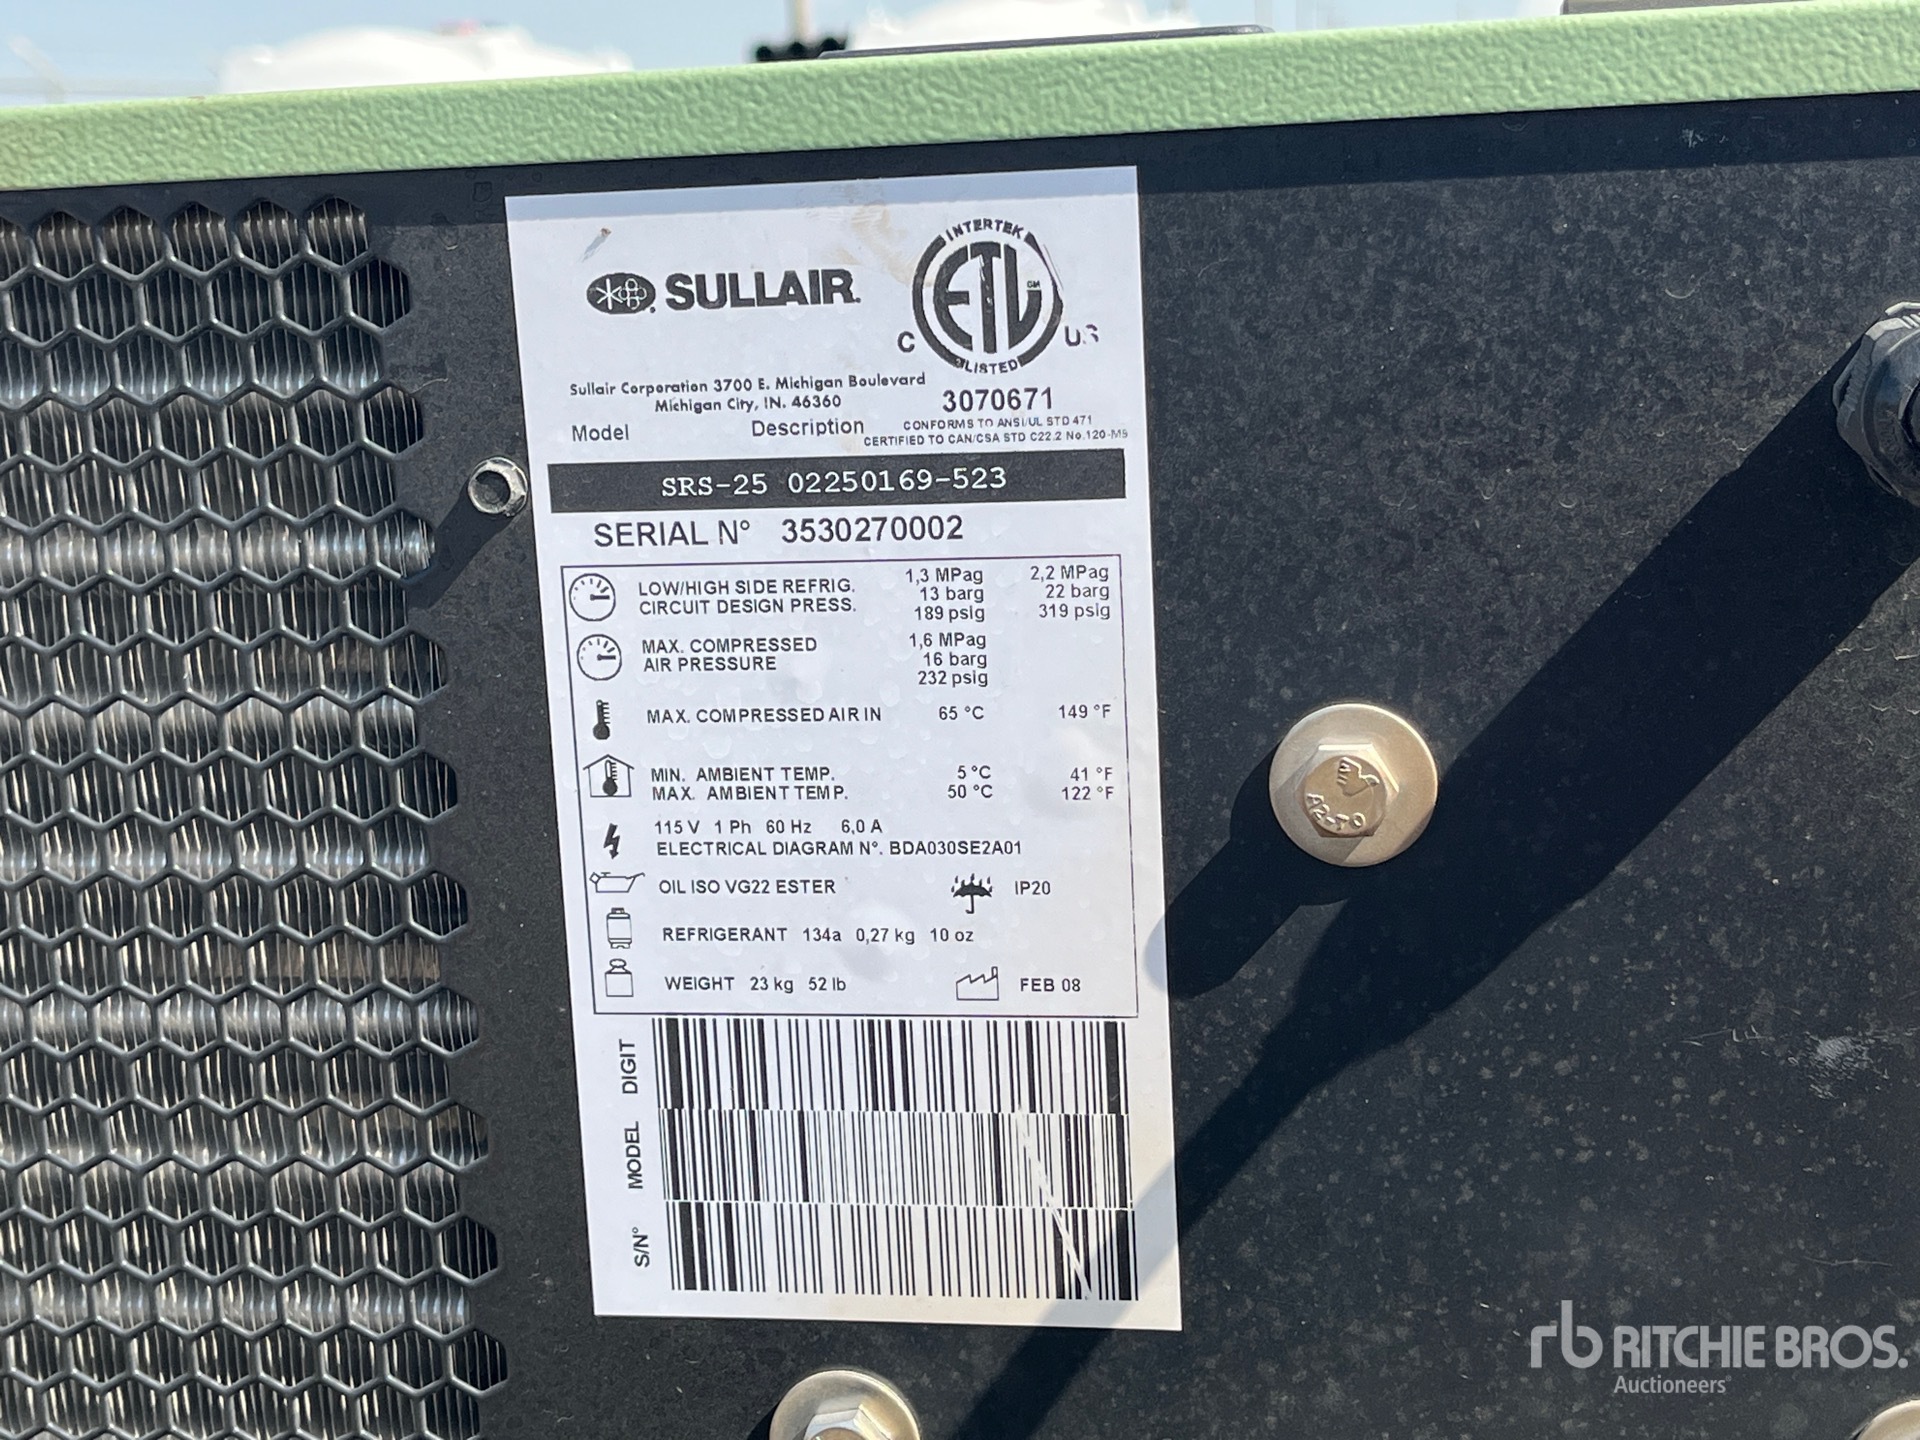 SULLAIR
INTERTEK
ETL
CM
C US
LISTED
Sullair Corporation 3700 E. Michigan Boulevard
Michigan City, IN. 46360
3070671
CONFORMS TO ANSI/UL STD 471
CERTIFIED TO CAN/CSA STD C22.2 No.120-M5
Model Description
SRS-25 02250169-523
SERIAL N° 3530270002
LOW/HIGH SIDE REFRIG. 1,3 MPag 2,2 MPag
CIRCUIT DESIGN PRESS. 13 barg 22 barg
189 psig 319 psig
MAX. COMPRESSED 1,6 MPag
AIR PRESSURE 16 barg
232 psig
MAX. COMPRESSED AIR IN 65 °C 149 °F
MIN. AMBIENT TEMP. 5 °C 41 °F
MAX. AMBIENT TEMP. 50 °C 122 °F
115 V 1 Ph 60 Hz 6,0 A
ELECTRICAL DIAGRAM N°. BDA030SE2A01
OIL ISO VG22 ESTER IP20
REFRIGERANT 134a 0,27 kg 10 oz
WEIGHT 23 kg 52 lb FEB 08
DIGIT
MODEL
S/N°
A2-70
rb RITCHIE BROS.
Auctioneers